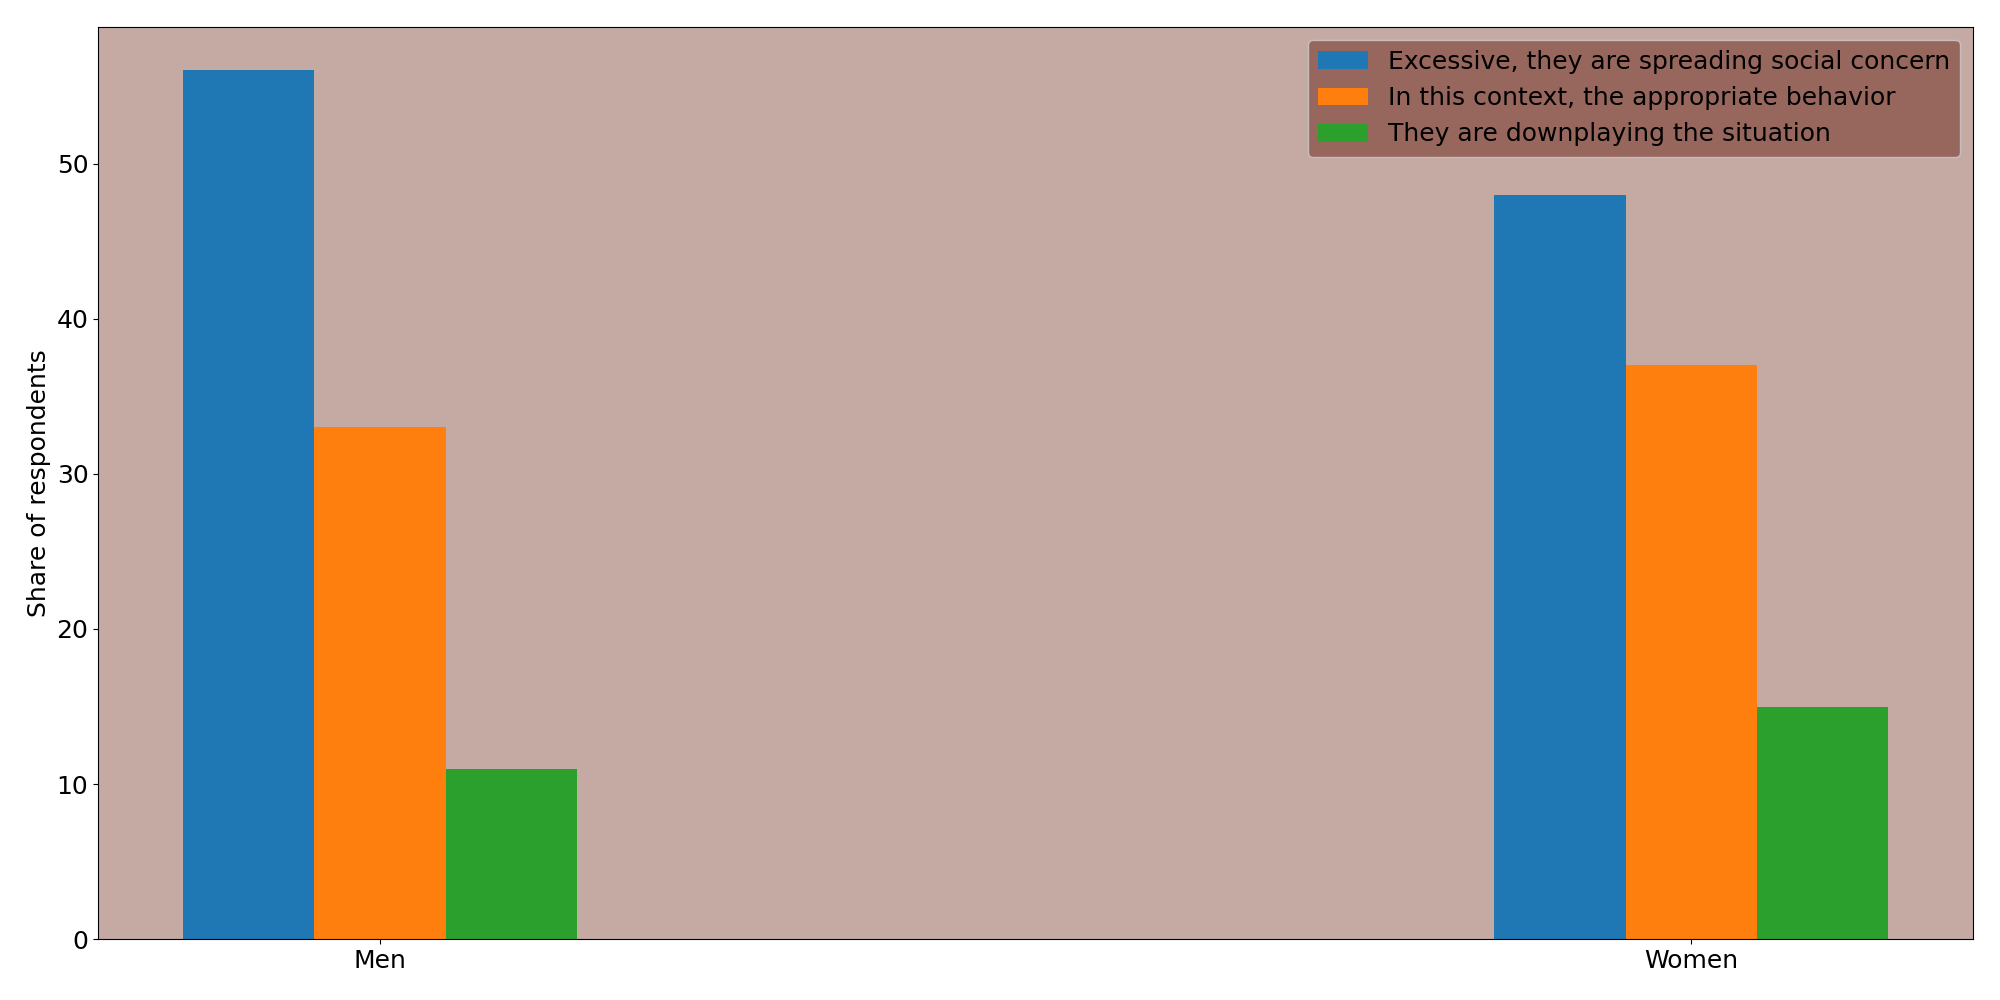 Excessive, they are spreading social concern
In this context, the appropriate behavior
They are downplaying the situation
Share of respondents
50
40
30
20
10
0
Men
Women